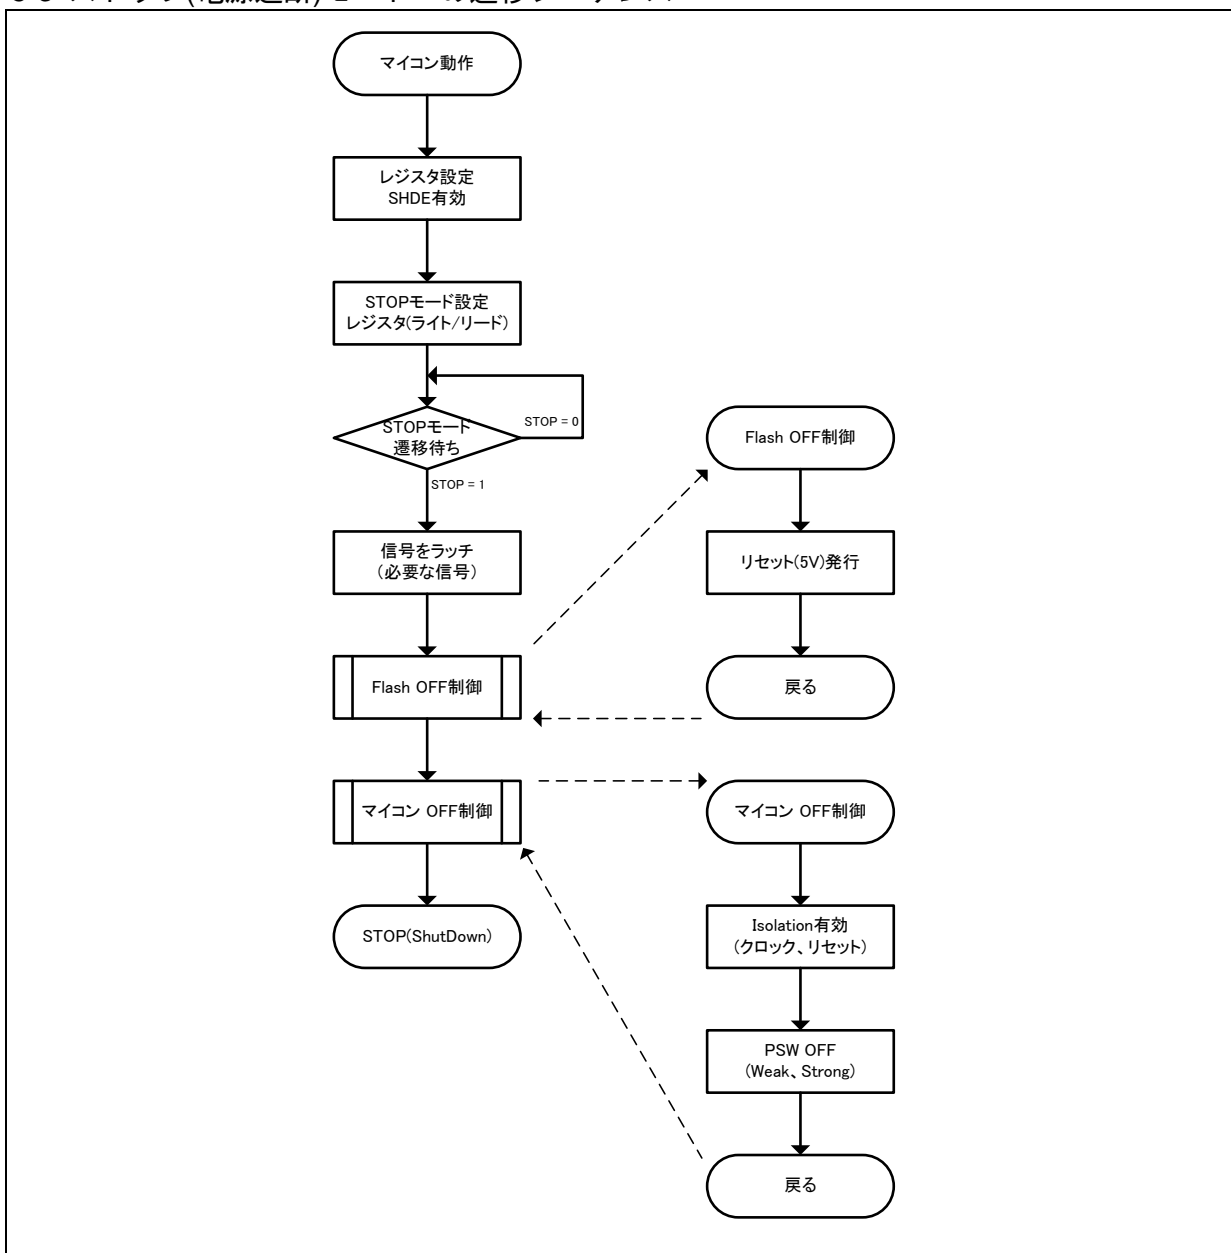 マイコン動作
レジスタ設定
SHDE有効
STOPモード設定
レジスタ(ライト/リード)
STOPモード
遷移待ち
STOP = 0
STOP = 1
信号をラッチ
(必要な信号)
Flash OFF制御
マイコン OFF制御
STOP(ShutDown)
Flash OFF制御
リセット(5V)発行
戻る
マイコン OFF制御
Isolation有効
(クロック、リセット)
PSW OFF
(Weak、Strong)
戻る